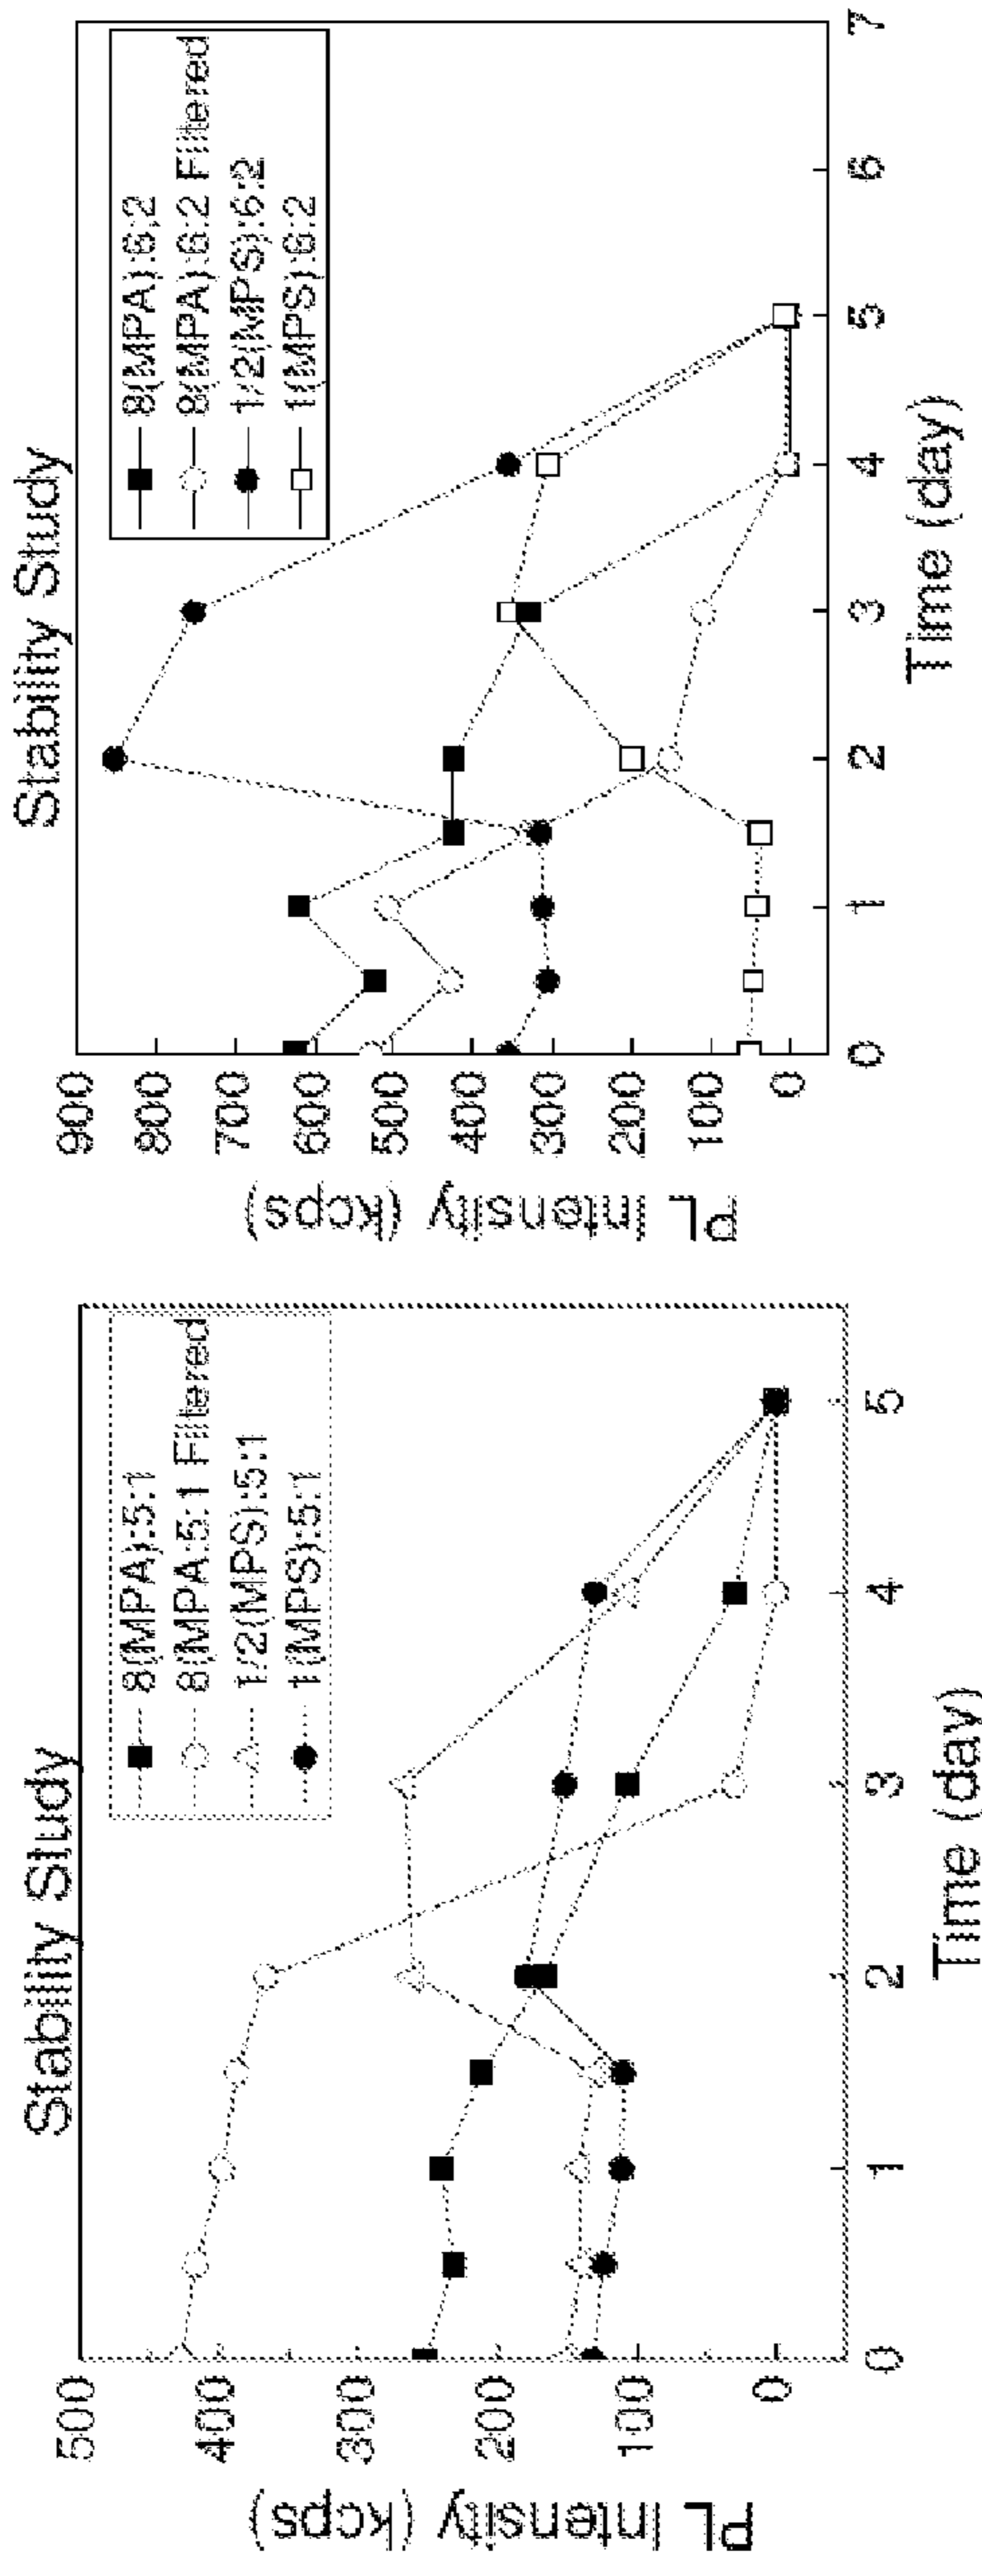 Stability Study
PL Intensity (kcps)
500
400
300
200
100
0
0
1
2
3
4
5
Time (day)
8(MPA):5:1
8(MPA:5:1 Filtered
1/2(MPS):5:1
1(MPS):5:1
Stability Study
PL Intensity (kcps)
900
800
700
600
500
400
300
200
100
0
0
1
2
3
4
5
6
7
Time (day)
8(MPA):6:2
8(MPA):6:2 Filtered
1/2(MPS):6:2
1(MPS):6:2